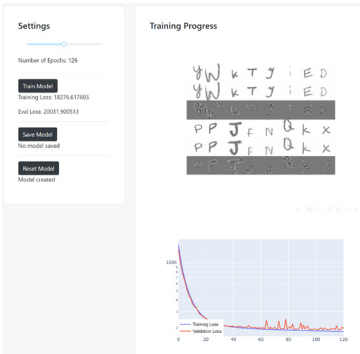 Settings
Number of Epochs: 126
Train Model
Training Loss: 18276.617603
Eval Loss: 20031.900513
Save Model
No model saved
Reset Model
Model created
Training Progress
y W k T J i E D
y W k T J i E D
P P J F N Q k x
P P J F N Q k x
100k
Training Loss
Validation Loss
0 20 40 60 80 100 120